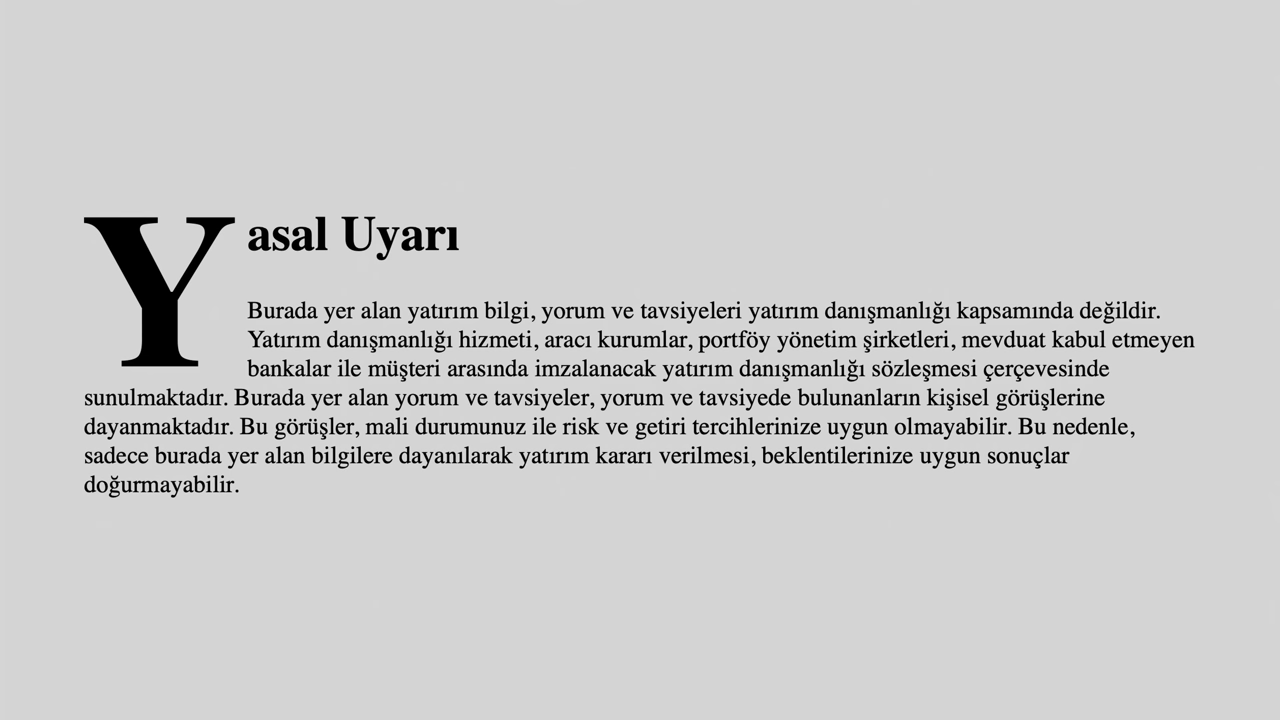 Yasal Uyarı
Burada yer alan yatırım bilgi, yorum ve tavsiyeleri yatırım danışmanlığı kapsamında değildir.
Yatırım danışmanlığı hizmeti, aracı kurumlar, portföy yönetim şirketleri, mevduat kabul etmeyen
bankalar ile müşteri arasında imzalanacak yatırım danışmanlığı sözleşmesi çerçevesinde
sunulmaktadır. Burada yer alan yorum ve tavsiyeler, yorum ve tavsiyede bulunanların kişisel görüşlerine
dayanmaktadır. Bu görüşler, mali durumunuz ile risk ve getiri tercihlerinize uygun olmayabilir. Bu nedenle,
sadece burada yer alan bilgilere dayanılarak yatırım kararı verilmesi, beklentilerinize uygun sonuçlar
doğurmayabilir.